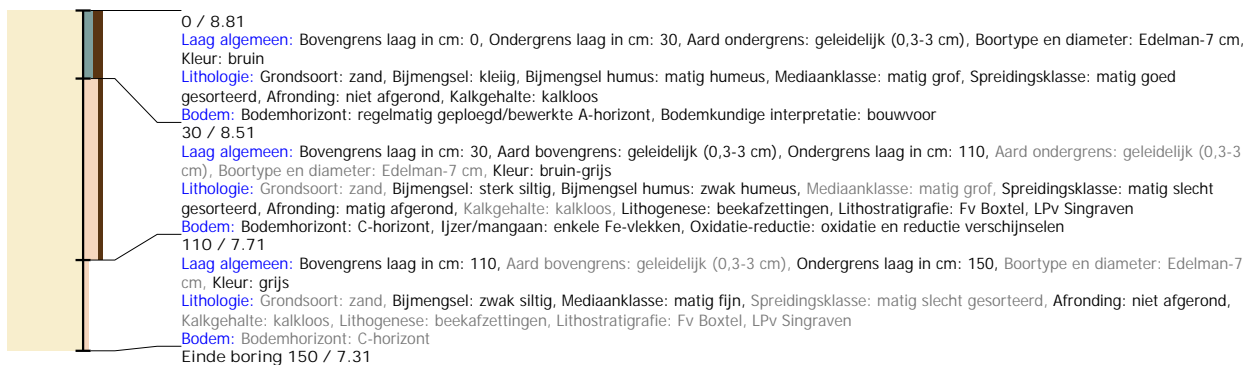 0 / 8.81
Laag algemeen: Bovengrens laag in cm: 0, Ondergrens laag in cm: 30, Aard ondergrens: geleidelijk (0,3-3 cm), Boortype en diameter: Edelman-7 cm,
Kleur: bruin
Lithologie: Grondsoort: zand, Bijmengsel: kleiig, Bijmengsel humus: matig humeus, Mediaanklasse: matig grof, Spreidingsklasse: matig goed
gesorteerd, Afronding: niet afgerond, Kalkgehalte: kalkloos
Bodem: Bodemhorizont: regelmatig geploegd/bewerkte A-horizont, Bodemkundige interpretatie: bouwvoor
30 / 8.51
Laag algemeen: Bovengrens laag in cm: 30, Aard bovengrens: geleidelijk (0,3-3 cm), Ondergrens laag in cm: 110, Aard ondergrens: geleidelijk (0,3-3
cm), Boortype en diameter: Edelman-7 cm, Kleur: bruin-grijs
Lithologie: Grondsoort: zand, Bijmengsel: sterk siltig, Bijmengsel humus: zwak humeus, Mediaanklasse: matig grof, Spreidingsklasse: matig slecht
gesorteerd, Afronding: matig afgerond, Kalkgehalte: kalkloos, Lithogenese: beekafzettingen, Lithostratigrafie: Fv Boxtel, LPv Singraven
Bodem: Bodemhorizont: C-horizont, Ijzer/mangaan: enkele Fe-vlekken, Oxidatie-reductie: oxidatie en reductie verschijnselen
110 / 7.71
Laag algemeen: Bovengrens laag in cm: 110, Aard bovengrens: geleidelijk (0,3-3 cm), Ondergrens laag in cm: 150, Boortype en diameter: Edelman-7
cm, Kleur: grijs
Lithologie: Grondsoort: zand, Bijmengsel: zwak siltig, Mediaanklasse: matig fijn, Spreidingsklasse: matig slecht gesorteerd, Afronding: niet afgerond,
Kalkgehalte: kalkloos, Lithogenese: beekafzettingen, Lithostratigrafie: Fv Boxtel, LPv Singraven
Bodem: Bodemhorizont: C-horizont
Einde boring 150 / 7.31